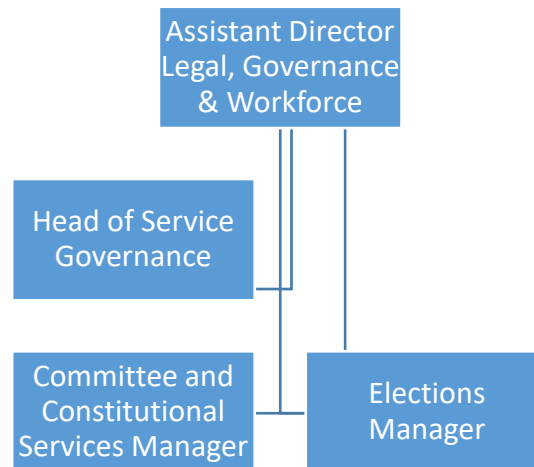 Assistant Director
Legal, Governance
& Workforce
Head of Service
Governance
Committee and
Constitutional
Services Manager
Elections
Manager